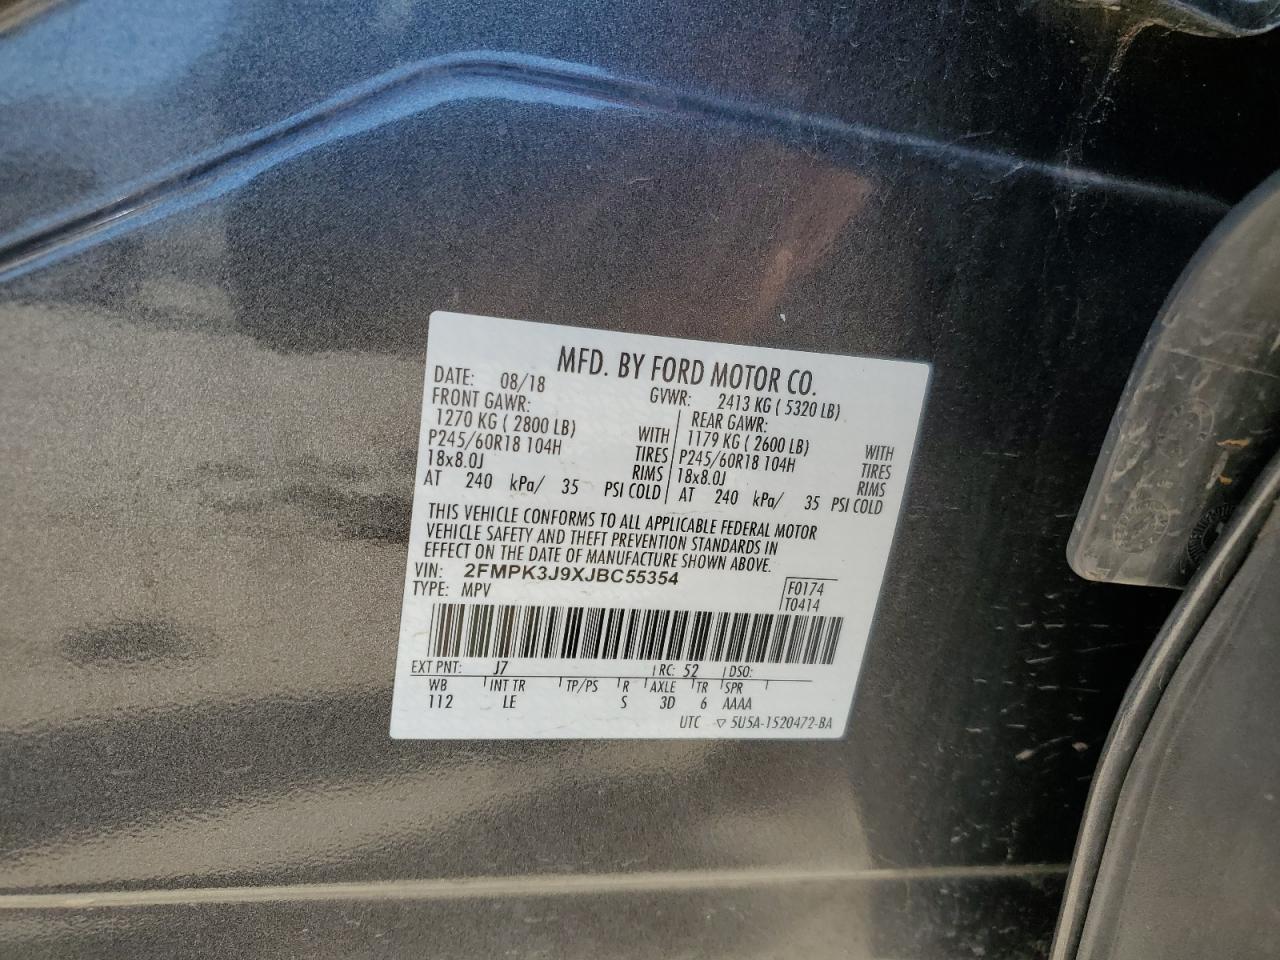 MFD. BY FORD MOTOR CO.
DATE: 08/18 GVWR: 2413 KG ( 5320 LB)
FRONT GAWR: REAR GAWR:
1270 KG ( 2800 LB) WITH 1179 KG ( 2600 LB) WITH
P245/60R18 104H TIRES P245/60R18 104H TIRES
18x8.0J RIMS 18x8.0J RIMS
AT 240 kPa/ 35 PSI COLD AT 240 kPa/ 35 PSI COLD
THIS VEHICLE CONFORMS TO ALL APPLICABLE FEDERAL MOTOR
VEHICLE SAFETY AND THEFT PREVENTION STANDARDS IN
EFFECT ON THE DATE OF MANUFACTURE SHOWN ABOVE.
VIN: 2FMPK3J9XJBC55354
TYPE: MPV F0174
T0414
EXT PNT: J7 RC: 52 DSO:
WB INT TR TP/PS R AXLE TR SPR
112 LE S 3D 6 AAAA
UTC ▽ 5U5A-1520472-BA